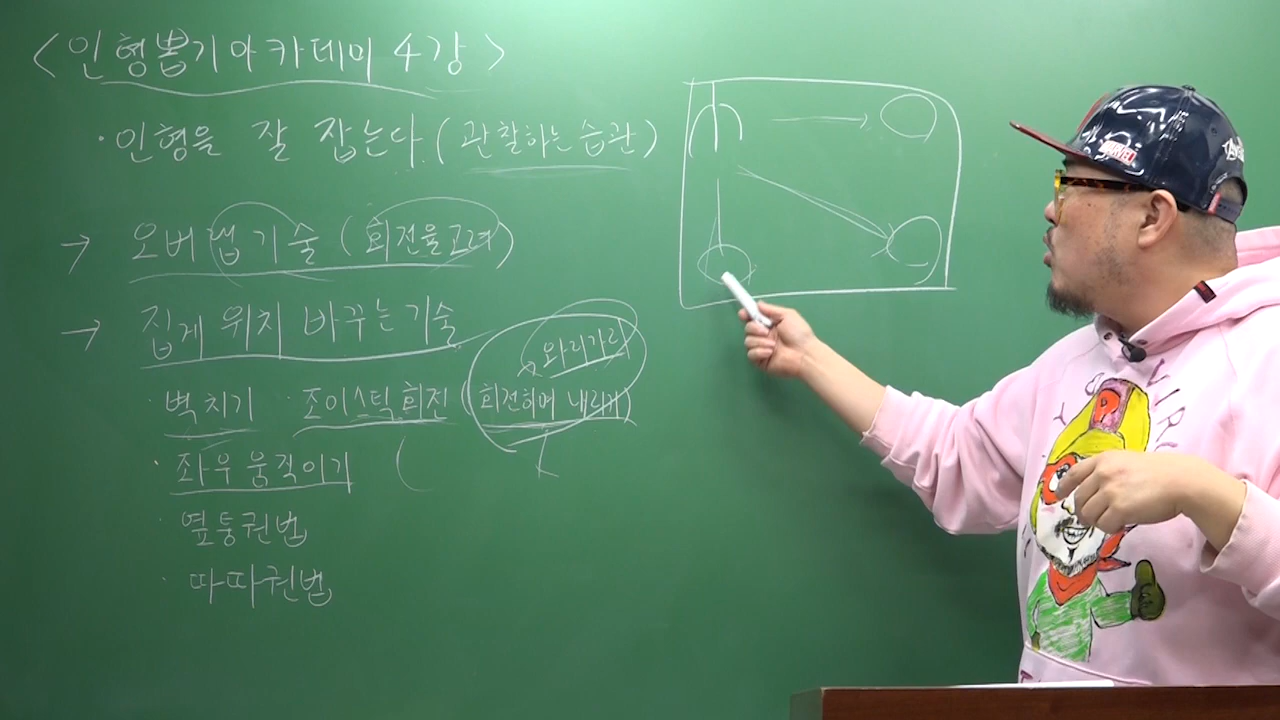 <인형뽑기아카데미 4강>
· 인형을 잘 잡는다. (관찰하는 습관)
→ 오버랩 기술 (회전율고려)
→ 집게 위치 바꾸는 기술
와리가리
· 벽치기 · 조이스틱 회전 (회전하며 내리기)
· 좌우 움직이기 (
· 옆퉁권법
· 따따권법
MARVEL